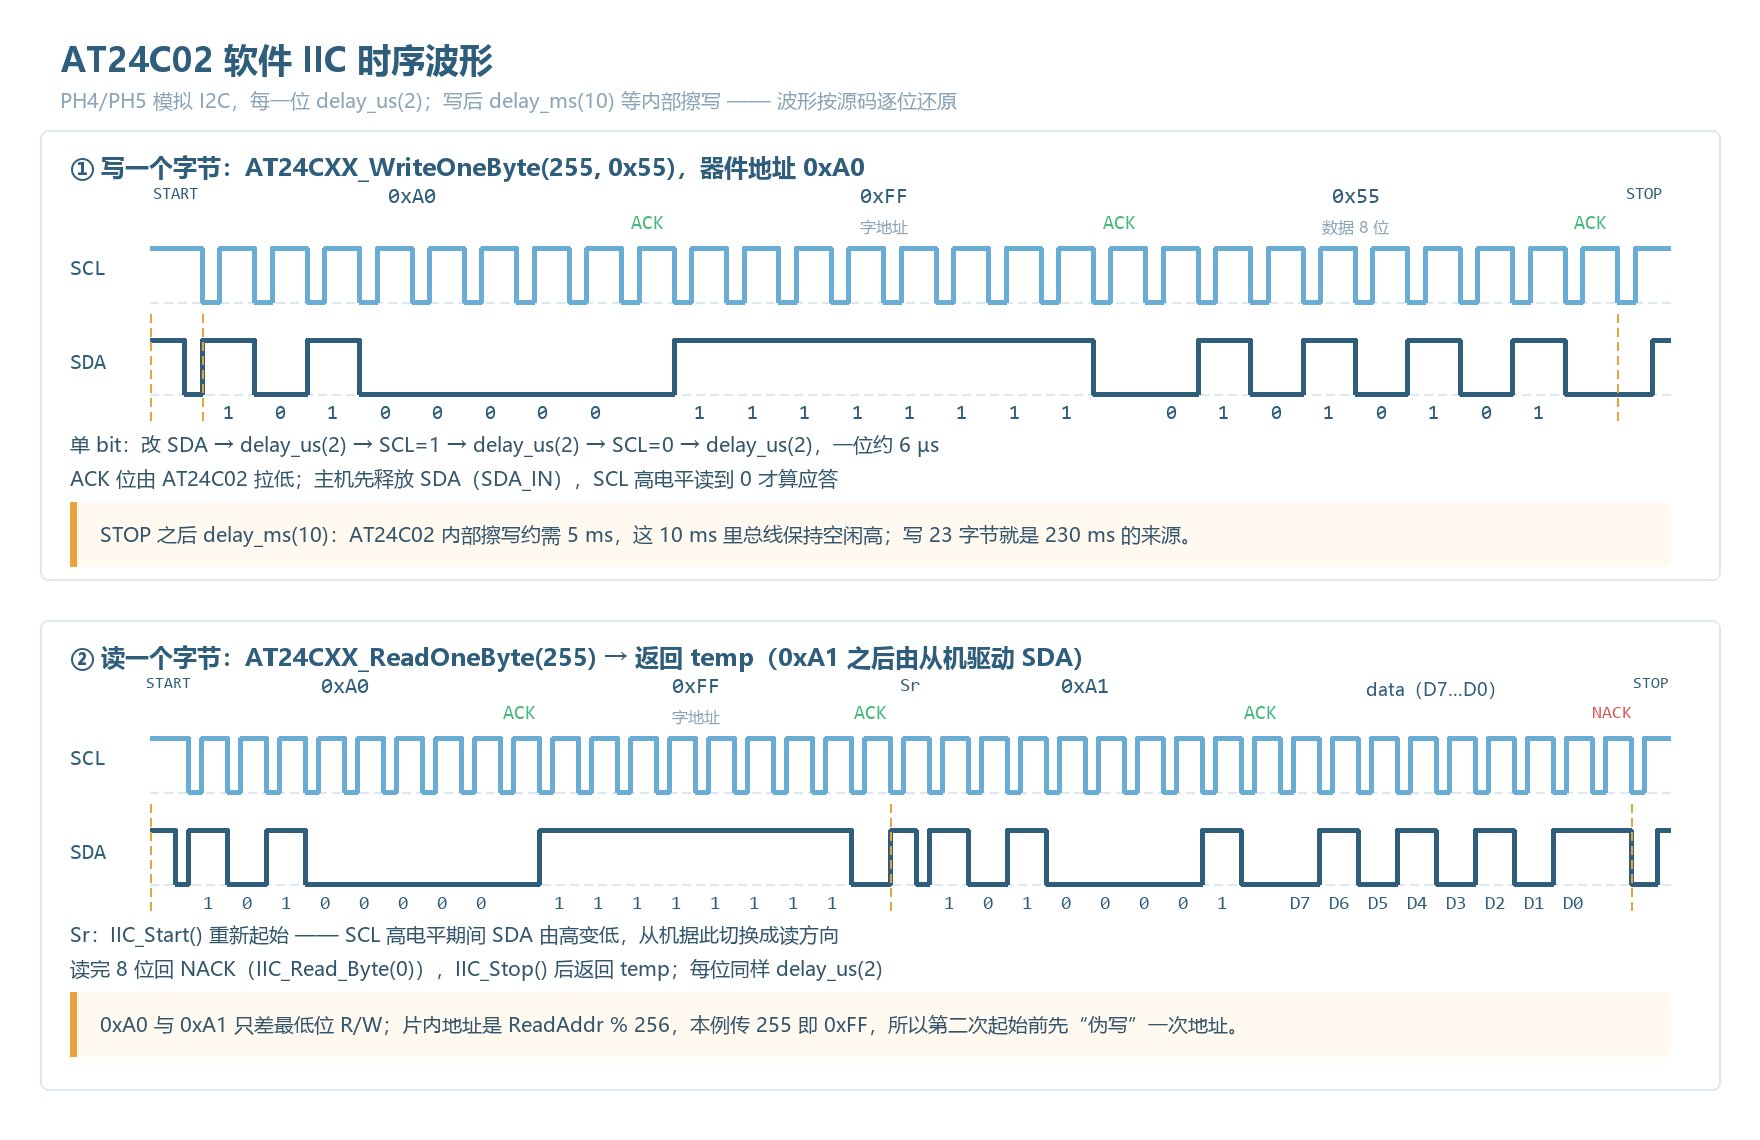 AT24C02 软件 IIC 时序波形
PH4/PH5 模拟 I2C，每一位 delay_us(2)；写后 delay_ms(10) 等内部擦写 —— 波形按源码逐位还原
① 写一个字节：AT24CXX_WriteOneByte(255, 0x55)，器件地址 0xA0
START 0xA0 0xFF 0x55 STOP
ACK 字地址 ACK 数据 8 位 ACK
SCL
SDA
1 0 1 0 0 0 0 0 1 1 1 1 1 1 1 1 0 1 0 1 0 1 0 1
单 bit：改 SDA → delay_us(2) → SCL=1 → delay_us(2) → SCL=0 → delay_us(2)，一位约 6 μs
ACK 位由 AT24C02 拉低；主机先释放 SDA（SDA_IN），SCL 高电平读到 0 才算应答
STOP 之后 delay_ms(10)：AT24C02 内部擦写约需 5 ms，这 10 ms 里总线保持空闲高；写 23 字节就是 230 ms 的来源。
② 读一个字节：AT24CXX_ReadOneByte(255) → 返回 temp（0xA1 之后由从机驱动 SDA）
START 0xA0 0xFF Sr 0xA1 data（D7…D0） STOP
ACK 字地址 ACK ACK NACK
SCL
SDA
1 0 1 0 0 0 0 0 1 1 1 1 1 1 1 1 1 0 1 0 0 0 0 1 D7 D6 D5 D4 D3 D2 D1 D0
Sr：IIC_Start() 重新起始 —— SCL 高电平期间 SDA 由高变低，从机据此切换成读方向
读完 8 位回 NACK（IIC_Read_Byte(0)），IIC_Stop() 后返回 temp；每位同样 delay_us(2)
0xA0 与 0xA1 只差最低位 R/W；片内地址是 ReadAddr % 256，本例传 255 即 0xFF，所以第二次起始前先“伪写”一次地址。